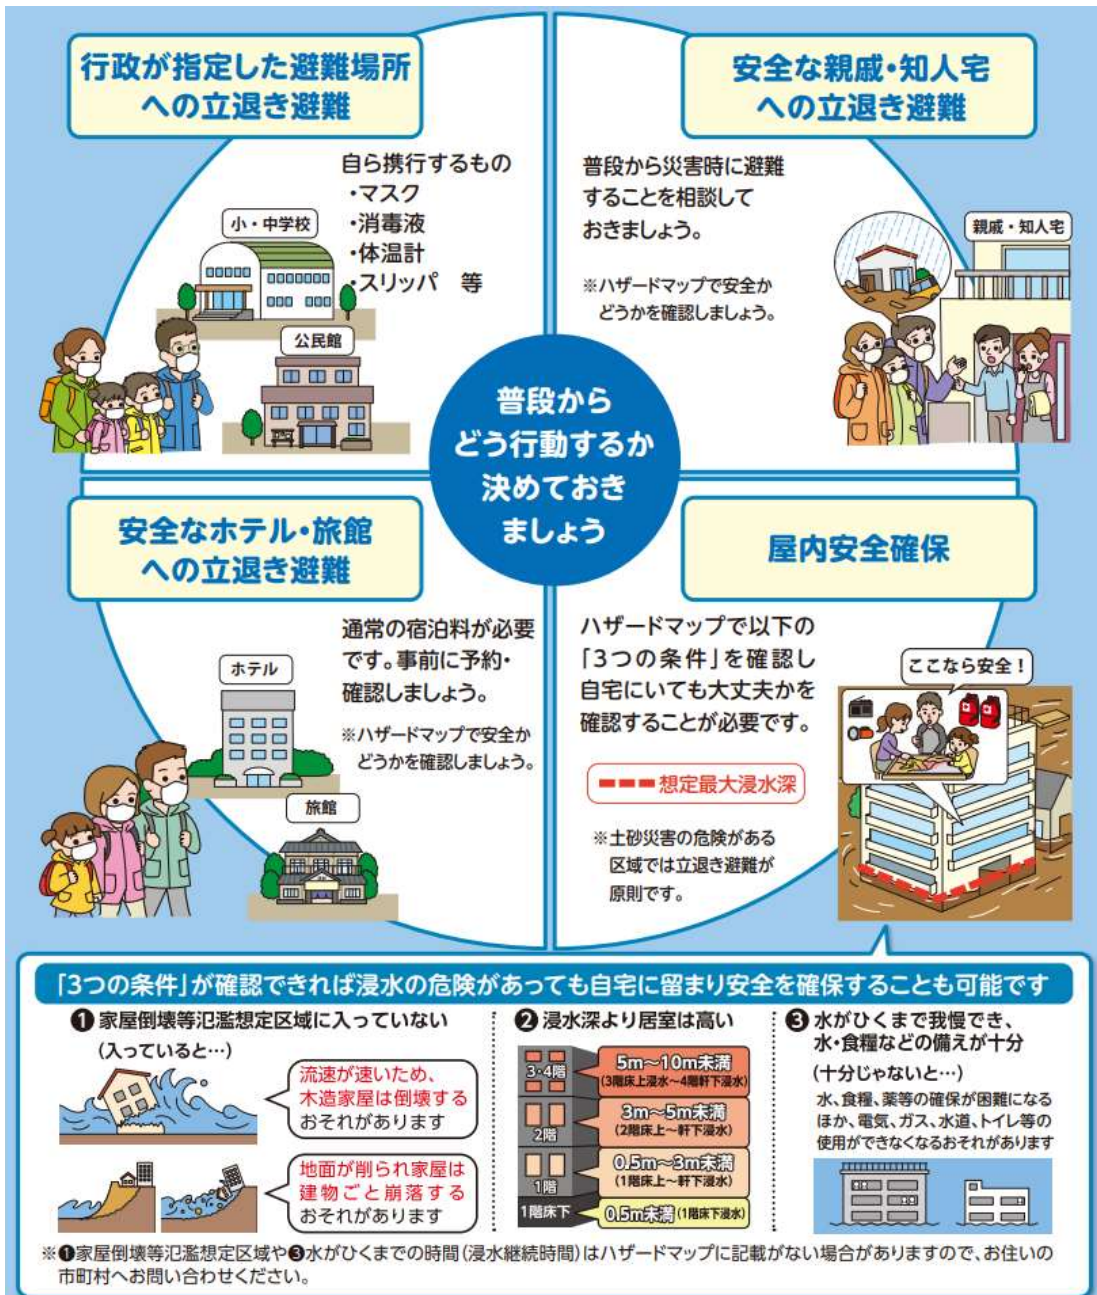 行政が指定した避難場所
への立退き避難
自ら携行するもの
・マスク
・消毒液
・体温計
・スリッパ 等
小・中学校
公民館
安全な親戚・知人宅
への立退き避難
普段から災害時に避難
することを相談して
おきましょう。
※ハザードマップで安全か
どうかを確認しましょう。
親戚・知人宅
普段から
どう行動するか
決めておき
ましょう
安全なホテル・旅館
への立退き避難
通常の宿泊料が必要
です。事前に予約・
確認しましょう。
※ハザードマップで安全か
どうかを確認しましょう。
ホテル
旅館
屋内安全確保
ハザードマップで以下の
「3つの条件」を確認し
自宅にいても大丈夫かを
確認することが必要です。
想定最大浸水深
※土砂災害の危険がある
区域では立退き避難が
原則です。
ここなら安全！
「3つの条件」が確認できれば浸水の危険があっても自宅に留まり安全を確保することも可能です
❶家屋倒壊等氾濫想定区域に入っていない
(入っていると…)
流速が速いため、
木造家屋は倒壊する
おそれがあります
地面が削られ家屋は
建物ごと崩落する
おそれがあります
❷浸水深より居室は高い
3・4階
5m～10m未満
(3階床上浸水～4階軒下浸水)
2階
3m～5m未満
(2階床上～軒下浸水)
1階
0.5m～3m未満
(1階床上～軒下浸水)
1階床下
0.5m未満(1階床下浸水)
❸水がひくまで我慢でき、
水・食糧などの備えが十分
(十分じゃないと…)
水、食糧、薬等の確保が困難になる
ほか、電気、ガス、水道、トイレ等の
使用ができなくなるおそれがあります
※❶家屋倒壊等氾濫想定区域や❸水がひくまでの時間(浸水継続時間)はハザードマップに記載がない場合がありますので、お住いの
市町村へお問い合わせください。